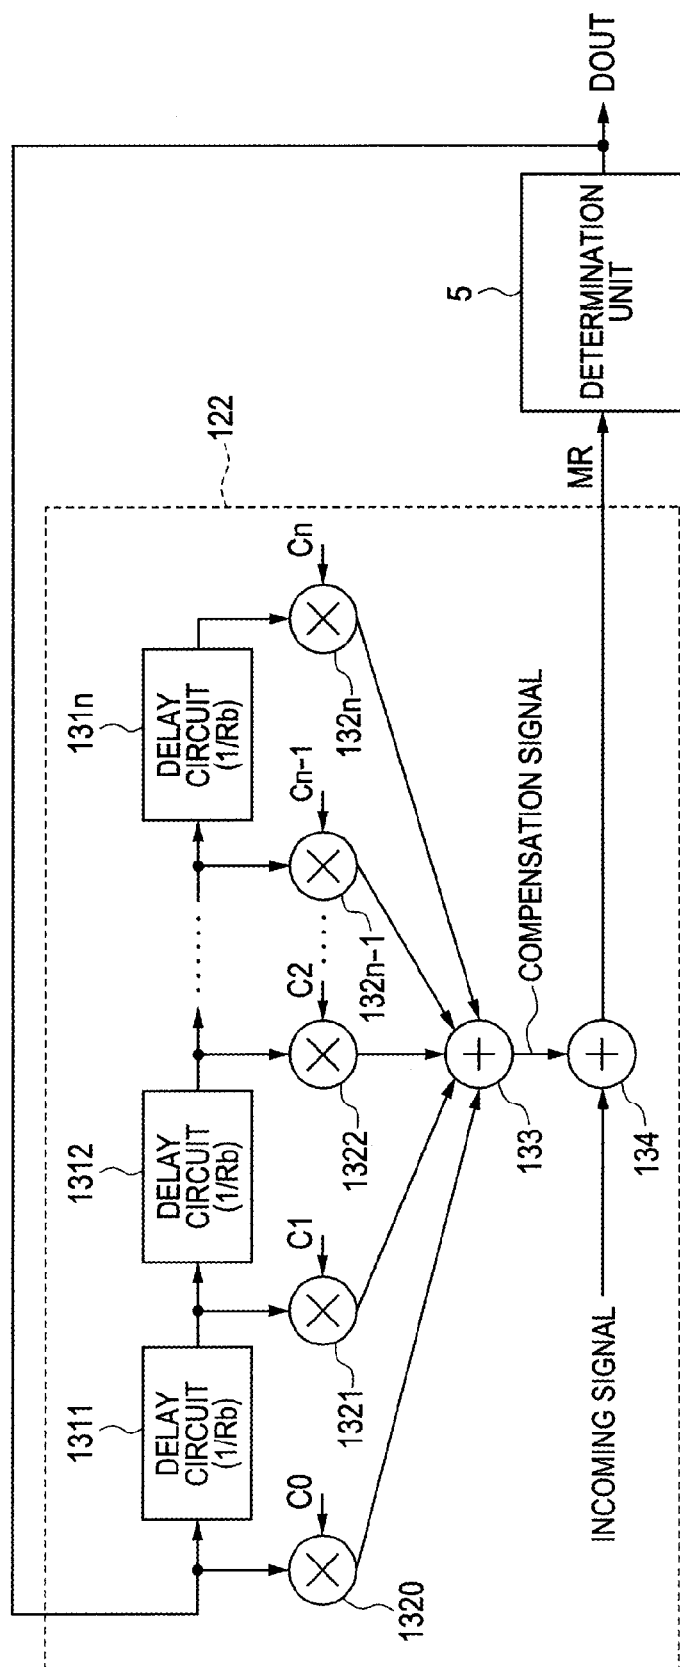 122
1311
DELAY
CIRCUIT
(1/Rb)
1312
DELAY
CIRCUIT
(1/Rb)
......
131n
DELAY
CIRCUIT
(1/Rb)
C0
1320
C1
1321
C2
1322
.....
Cn-1
132n-1
Cn
132n
133
COMPENSATION SIGNAL
INCOMING SIGNAL
134
MR
5
DETERMINATION
UNIT
DOUT